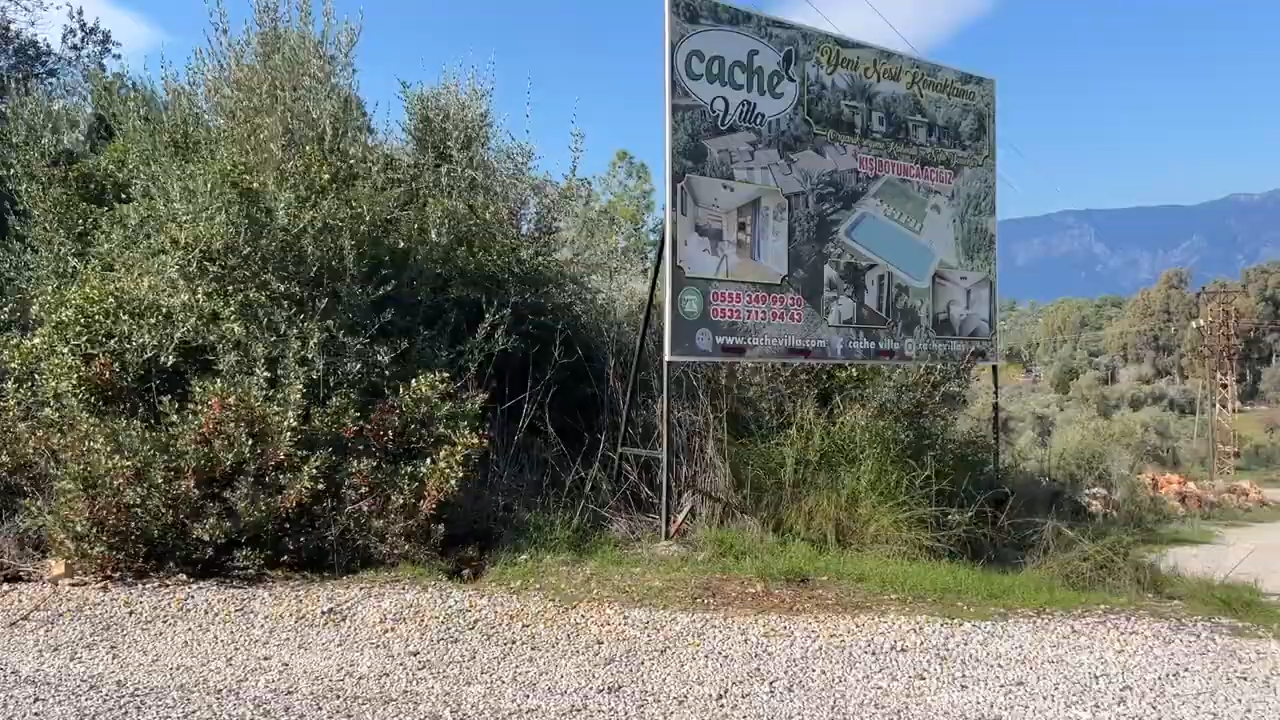 cache
Villa
Yeni Nesil Konaklama
KIŞ BOYUNCA AÇIĞIZ
0555 349 99 30
0532 713 94 43
www.cachevilla.com cache villa cachevilla